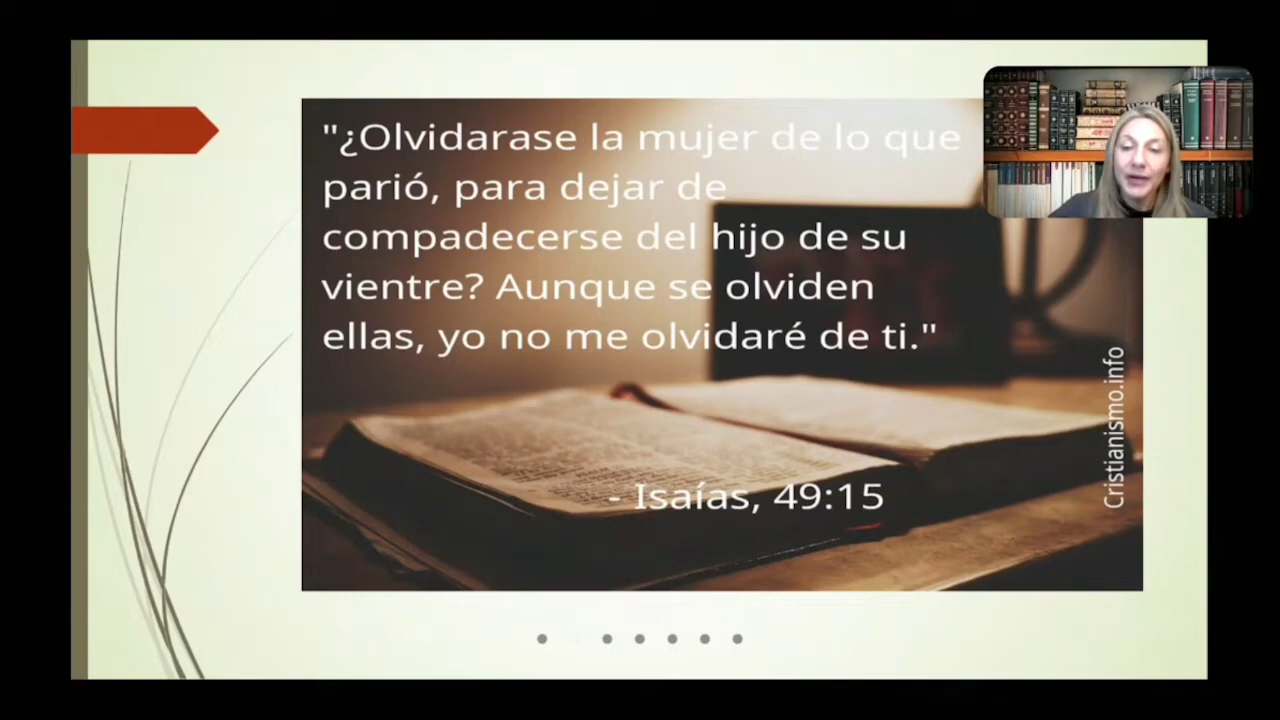 "¿Olvidarase la mujer de lo que
parió, para dejar de
compadecerse del hijo de su
vientre? Aunque se olviden
ellas, yo no me olvidaré de ti."
- Isaías, 49:15
Cristianismo.info